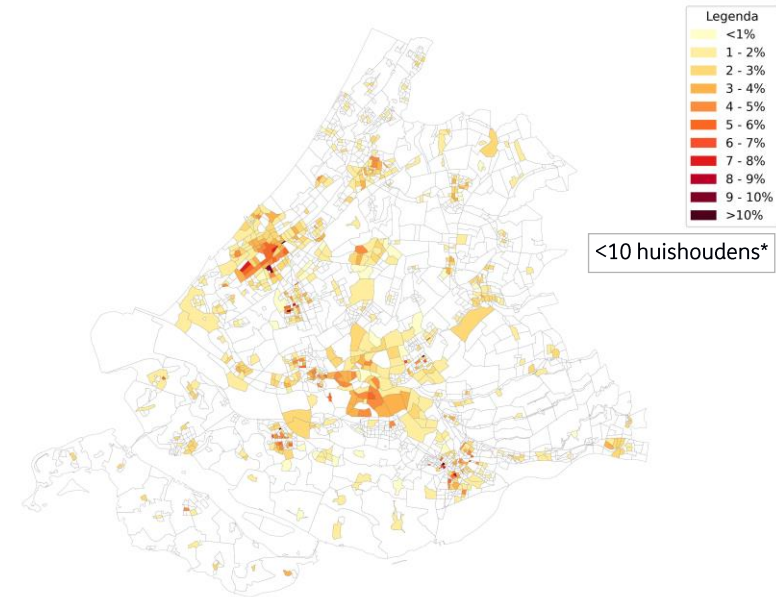 Legenda
<1%
1 - 2%
2 - 3%
3 - 4%
4 - 5%
5 - 6%
6 - 7%
7 - 8%
8 - 9%
9 - 10%
>10%
<10 huishoudens*